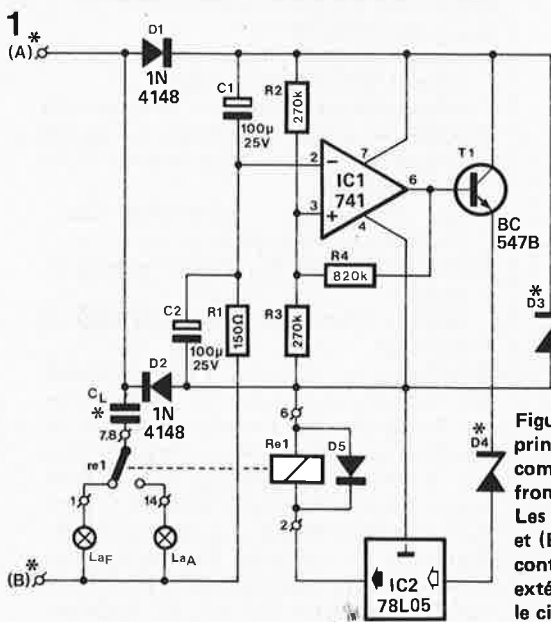 1*
(A)
D1
1N
4148
C1
100µ
25V
R2
270k
2
3
7
6
4
IC1
741
T1
BC
547B
R4
820k
C2
100µ
25V
R1
150Ω
R3
270k
D3
*
D2
1N
4148
CL
*
7,8
re1
1
14
LaF
LaA
(B)*
6
Re1
D5
2
*
D4
IC2
78L05
Figu
prin
com
fron
Les
et (E
cont
exté
le ci